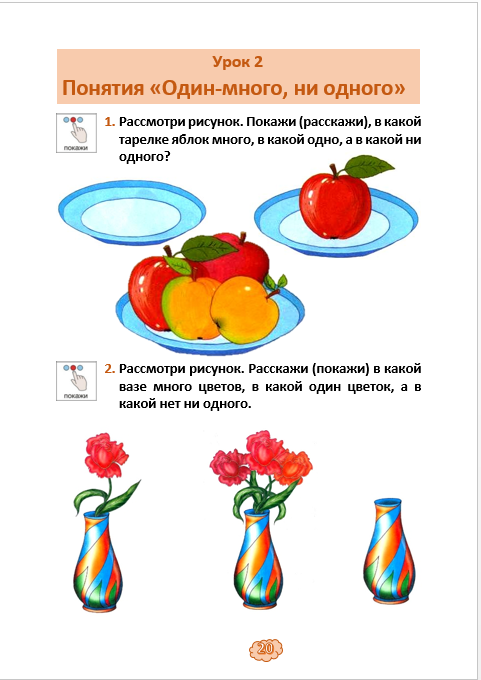 Урок 2
Понятия «Один-много, ни одного»
1. Рассмотри рисунок. Покажи (расскажи), в какой
тарелке яблок много, в какой одно, а в какой ни
одного?
покажи
2. Рассмотри рисунок. Расскажи (покажи) в какой
вазе много цветов, в какой один цветок, а в
какой нет ни одного.
покажи
20